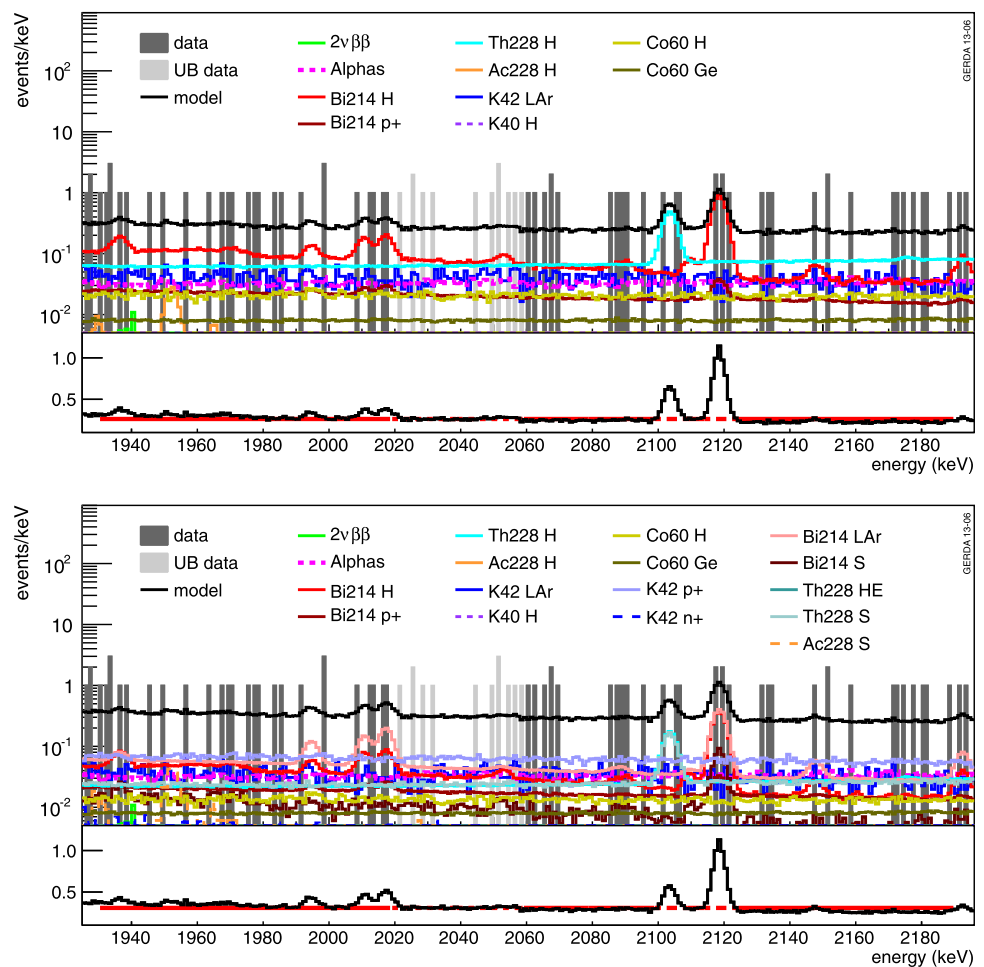 events/keV
GERDA 13-06
data
2νββ
Th228 H
Co60 H
UB data
Alphas
Ac228 H
Co60 Ge
model
Bi214 H
K42 LAr
Bi214 p+
K40 H
10²
10
1
10⁻¹
10⁻²
1.0
0.5
1940 1960 1980 2000 2020 2040 2060 2080 2100 2120 2140 2160 2180
energy (keV)
events/keV
GERDA 13-06
data
2νββ
Th228 H
Co60 H
Bi214 LAr
UB data
Alphas
Ac228 H
Co60 Ge
Bi214 S
model
Bi214 H
K42 LAr
K42 p+
Th228 HE
Bi214 p+
K40 H
K42 n+
Th228 S
Ac228 S
10²
10
1
10⁻¹
10⁻²
1.0
0.5
1940 1960 1980 2000 2020 2040 2060 2080 2100 2120 2140 2160 2180
energy (keV)